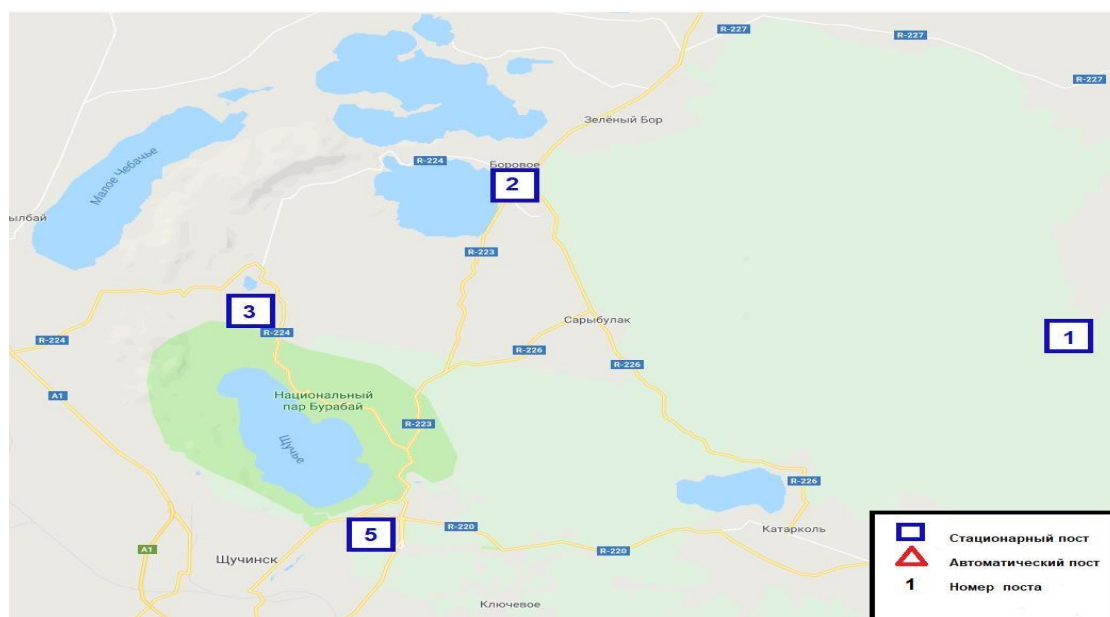 R-227
R-227
R-227
Зелёный Бор
R-224
Боровое
2
Малое Чебачье
ылбай
R-223
3
Сарыбулак
R-224
R-224
1
R-226
R-226
A1
Национальный
пар Бурабай
R-223
Щучье
R-226
5
R-220
Катарколь
A1
R-220
Щучинск
Ключевое
Стационарный пост
Автоматический пост
1 Номер поста